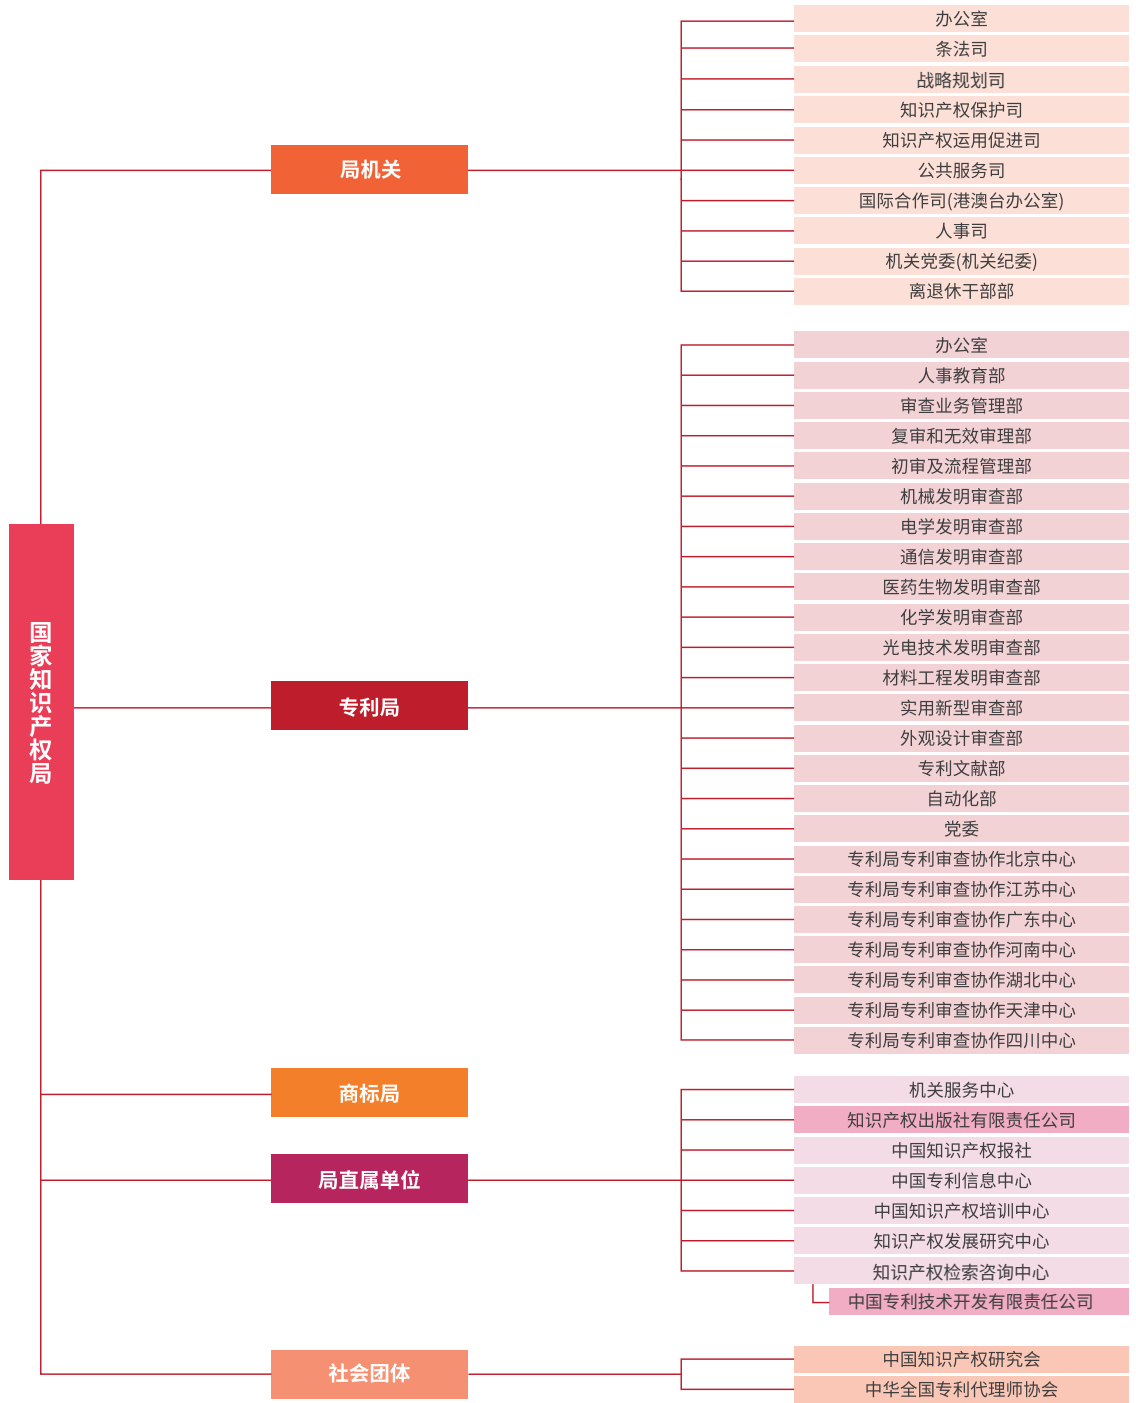 国家知识产权局
局机关
办公室
条法司
战略规划司
知识产权保护司
知识产权运用促进司
公共服务司
国际合作司(港澳台办公室)
人事司
机关党委(机关纪委)
离退休干部部
专利局
办公室
人事教育部
审查业务管理部
复审和无效审理部
初审及流程管理部
机械发明审查部
电学发明审查部
通信发明审查部
医药生物发明审查部
化学发明审查部
光电技术发明审查部
材料工程发明审查部
实用新型审查部
外观设计审查部
专利文献部
自动化部
党委
专利局专利审查协作北京中心
专利局专利审查协作江苏中心
专利局专利审查协作广东中心
专利局专利审查协作河南中心
专利局专利审查协作湖北中心
专利局专利审查协作天津中心
专利局专利审查协作四川中心
商标局
局直属单位
机关服务中心
知识产权出版社有限责任公司
中国知识产权报社
中国专利信息中心
中国知识产权培训中心
知识产权发展研究中心
知识产权检索咨询中心
中国专利技术开发有限责任公司
社会团体
中国知识产权研究会
中华全国专利代理师协会